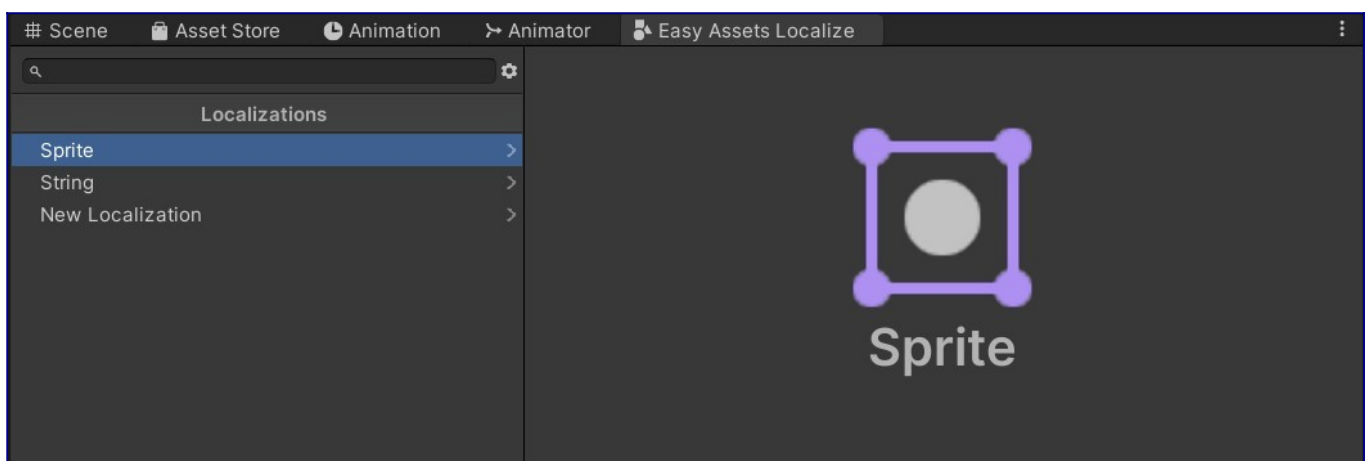 Scene Asset Store Animation Animator Easy Assets Localize
Localizations
Sprite
String
New Localization
Sprite